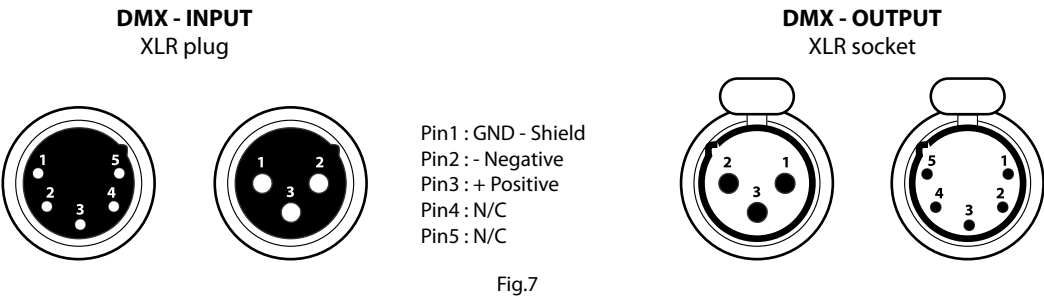 DMX - INPUT
XLR plug
DMX - OUTPUT
XLR socket
1 5
2 4
3
1 2
3
Pin1 : GND - Shield
Pin2 : - Negative
Pin3 : + Positive
Pin4 : N/C
Pin5 : N/C
2 1
3
5 1
4 2
3
Fig.7